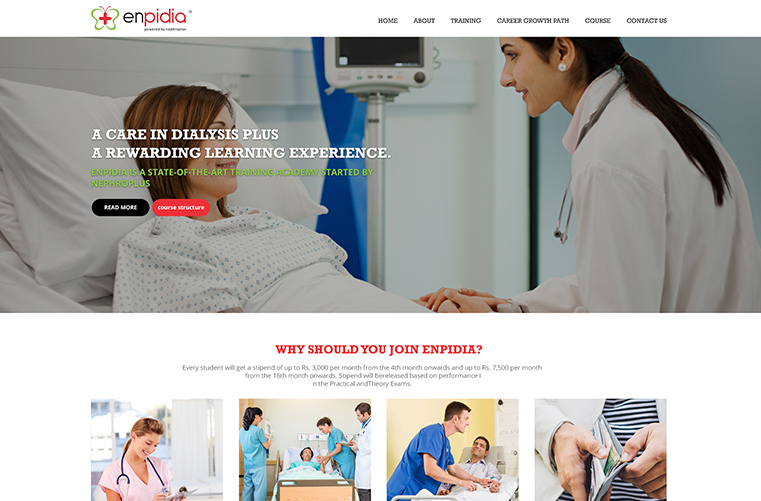 enpidia®
powered by nephroplus
HOME ABOUT TRAINING CAREER GROWTH PATH COURSE CONTACT US
A CARE IN DIALYSIS PLUS
A REWARDING LEARNING EXPERIENCE.
ENPIDIA IS A STATE-OF-THE-ART TRAINING ACADEMY STARTED BY
NEPHROPLUS
READ MORE course structure
WHY SHOULD YOU JOIN ENPIDIA?
Every student will get a stipend of up to Rs. 3,000 per month from the 4th month onwards and up to Rs. 7,500 per month
from the 16th month onwards. Stipend will bereleased based on performance i
n the Practical andTheory Exams.